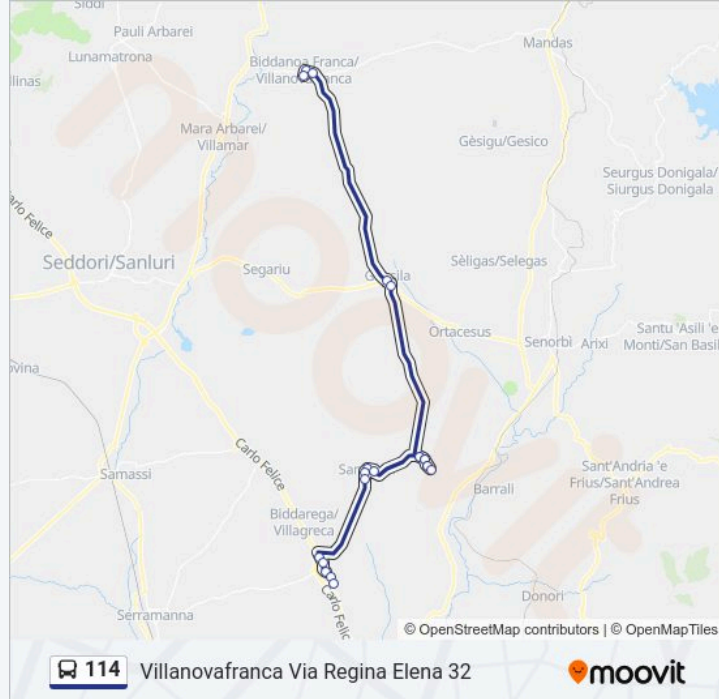 Siddi
Pauli Arbarei
Lunamatrona
Mandas
Biddanoa Franca/
Villanovafranca
Mara Arbarei/
Villamar
Gèsigu/Gesico
Seurgus Donigala/
Siurgus Donigala
Carlo Felice
Seddori/Sanluri
Segariu
Sèligas/Selegas
Ortacesus
Senorbì
Arixi
Santu 'Asili 'e
Monti/San Basil
Carlo Felice
Samassi
Barrali
Sant'Andria 'e
Frius/Sant'Andrea
Frius
Biddarega/
Villagreca
Donori
Serramanna
Carlo Felic
moovit
© OpenStreetMap contributors | © OpenMapTiles
114 Villanovafranca Via Regina Elena 32
moovit